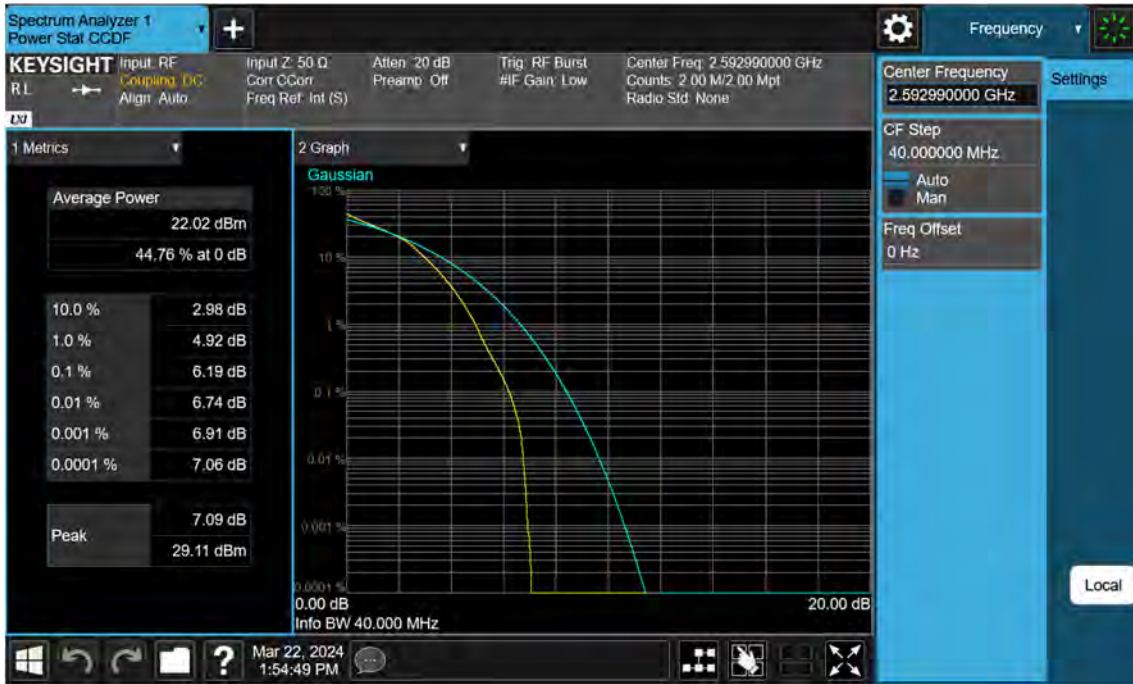 Spectrum Analyzer 1
Power Stat CCDF
+
Frequency
KEYSIGHT
R L
LXI
Input: RF
Coupling: DC
Align: Auto
Input Z: 50 Ω
Corr CCorr
Freq Ref: Int (S)
Atten: 20 dB
Preamp: Off
Trig: RF Burst
#IF Gain: Low
Center Freq: 2.592990000 GHz
Counts: 2.00 M/2.00 Mpt
Radio Std: None
Center Frequency
2.592990000 GHz
Settings
CF Step
40.000000 MHz
Auto
Man
Freq Offset
0 Hz
Local
1 Metrics
Average Power
22.02 dBm
44.76 % at 0 dB
10.0 % 2.98 dB
1.0 % 4.92 dB
0.1 % 6.19 dB
0.01 % 6.74 dB
0.001 % 6.91 dB
0.0001 % 7.06 dB
Peak 7.09 dB
29.11 dBm
2 Graph
Gaussian
100 %
10 %
1 %
0.1 %
0.01 %
0.001 %
0.0001 %
0.00 dB 20.00 dB
Info BW 40.000 MHz
?
Mar 22, 2024
1:54:49 PM